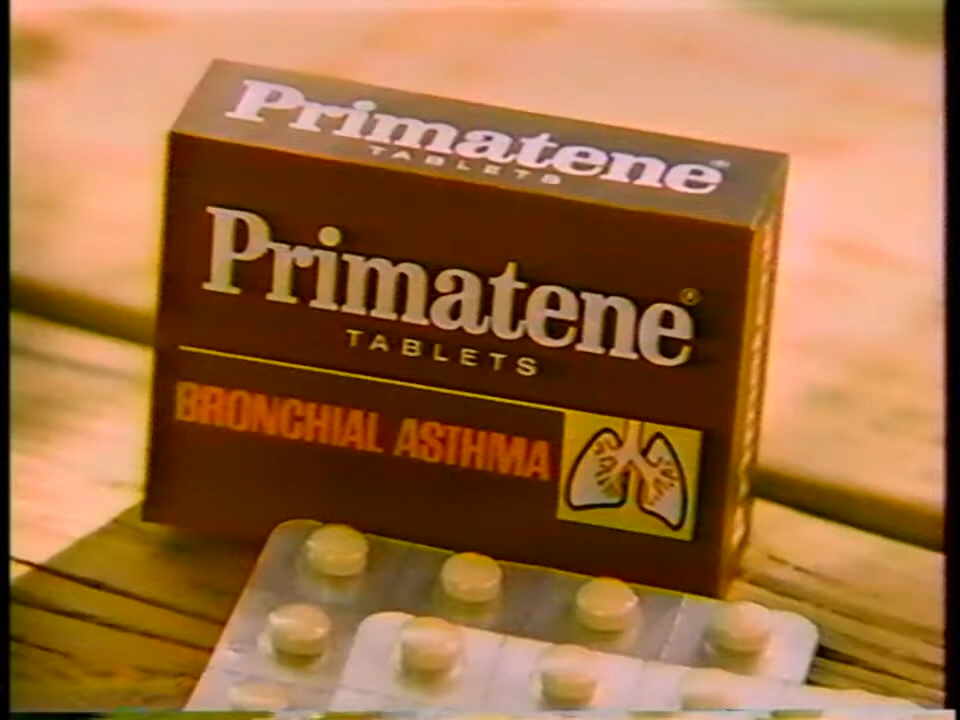 Primatene®
TABLETS
Primatene®
TABLETS
BRONCHIAL ASTHMA